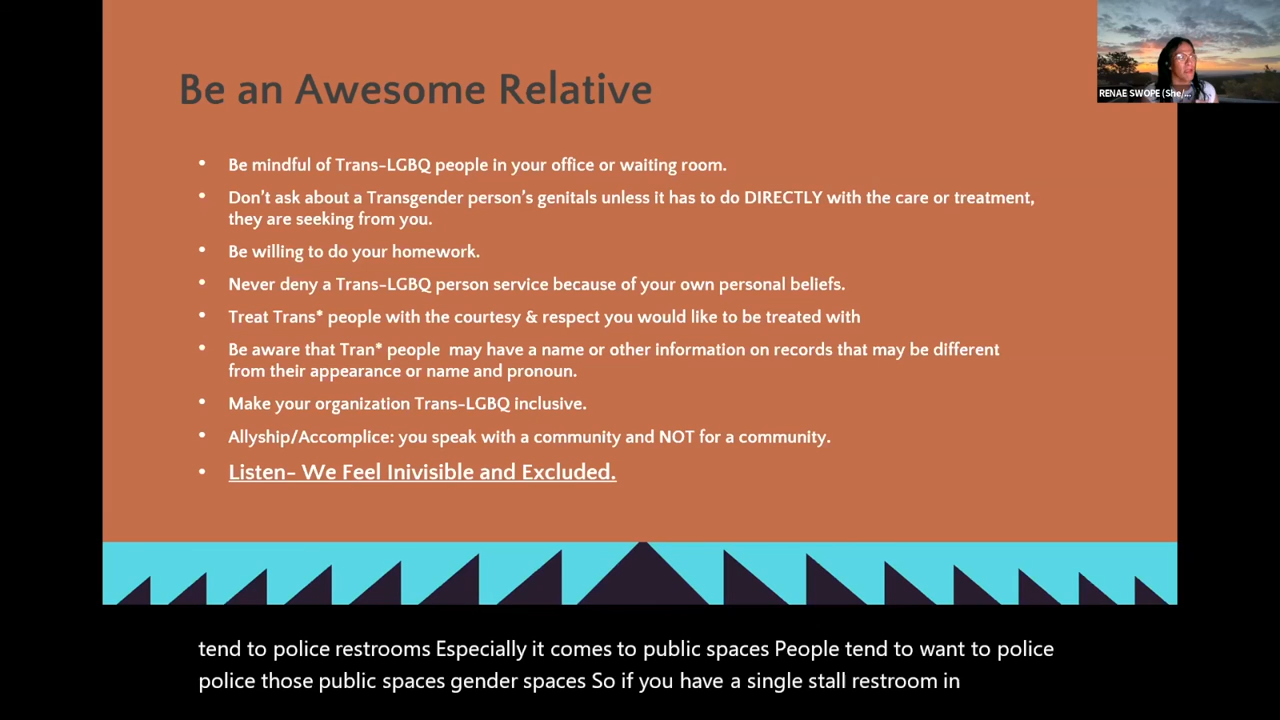 Be an Awesome Relative
RENAE SWOPE (She/...
• Be mindful of Trans-LGBQ people in your office or waiting room.
• Don't ask about a Transgender person's genitals unless it has to do DIRECTLY with the care or treatment,
they are seeking from you.
• Be willing to do your homework.
• Never deny a Trans-LGBQ person service because of your own personal beliefs.
• Treat Trans* people with the courtesy & respect you would like to be treated with
• Be aware that Tran* people may have a name or other information on records that may be different
from their appearance or name and pronoun.
• Make your organization Trans-LGBQ inclusive.
• Allyship/Accomplice: you speak with a community and NOT for a community.
• Listen- We Feel Inivisible and Excluded.
tend to police restrooms Especially it comes to public spaces People tend to want to police
police those public spaces gender spaces So if you have a single stall restroom in